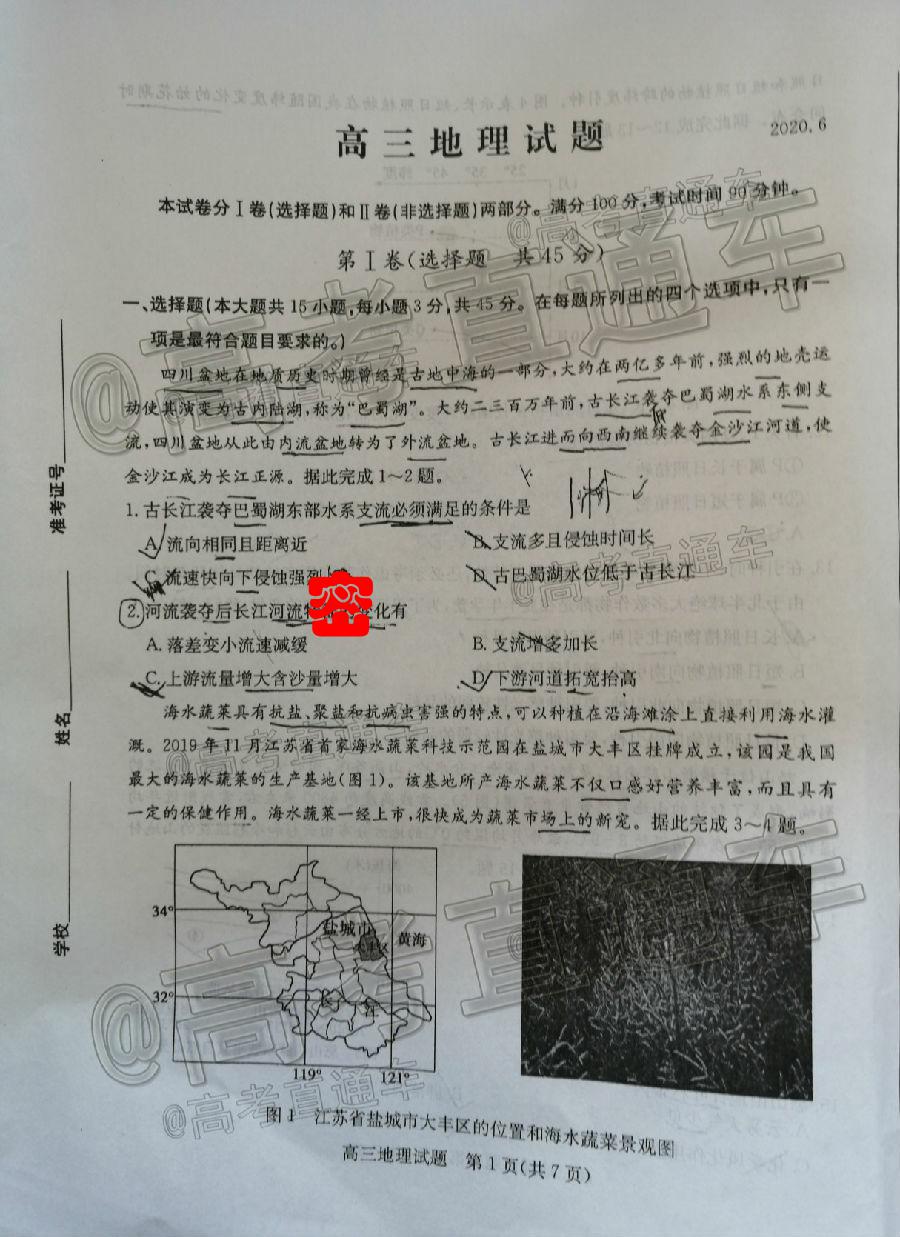 高三地理试题
2020.6
本试卷分Ⅰ卷(选择题)和Ⅱ卷(非选择题)两部分。满分100分,考试时间90分钟。
第Ⅰ卷(选择题 共45分)
一、选择题(本大题共15小题,每小题3分,共45分。在每题所列出的四个选项中,只有一
项是最符合题目要求的。)
四川盆地在地质历史时期曾经是古地中海的一部分,大约在两亿多年前,强烈的地壳运
动使其演变为古内陆湖,称为“巴蜀湖”。大约二三百万年前,古长江袭夺巴蜀湖水系东侧支
流,四川盆地从此由内流盆地转为了外流盆地。古长江进而向西南继续袭夺金沙江河道,使
金沙江成为长江正源。据此完成1～2题。
1.古长江袭夺巴蜀湖东部水系支流必须满足的条件是
A.流向相同且距离近
B.支流多且侵蚀时间长
C.流速快向下侵蚀强烈
D.古巴蜀湖水位低于古长江
2.河流袭夺后长江河流变化有
A.落差变小流速减缓
B.支流增多加长
C.上游流量增大含沙量增大
D.下游河道拓宽抬高
海水蔬菜具有抗盐、聚盐和抗病虫害强的特点,可以种植在沿海滩涂上直接利用海水灌
溉。2019年11月江苏省首家海水蔬菜科技示范园在盐城市大丰区挂牌成立,该园是我国
最大的海水蔬菜的生产基地(图1)。该基地所产海水蔬菜不仅口感好营养丰富,而且具有
一定的保健作用。海水蔬菜一经上市,很快成为蔬菜市场上的新宠。据此完成3～4题。
34°
盐城市
黄海
32°
长
江
119°
121°
图1 江苏省盐城市大丰区的位置和海水蔬菜景观图
高三地理试题 第1页(共7页)
准考证号
姓名
学校
@高考直通车
@高考直通车
@高考直通车
@高考直通车
@高考直通车